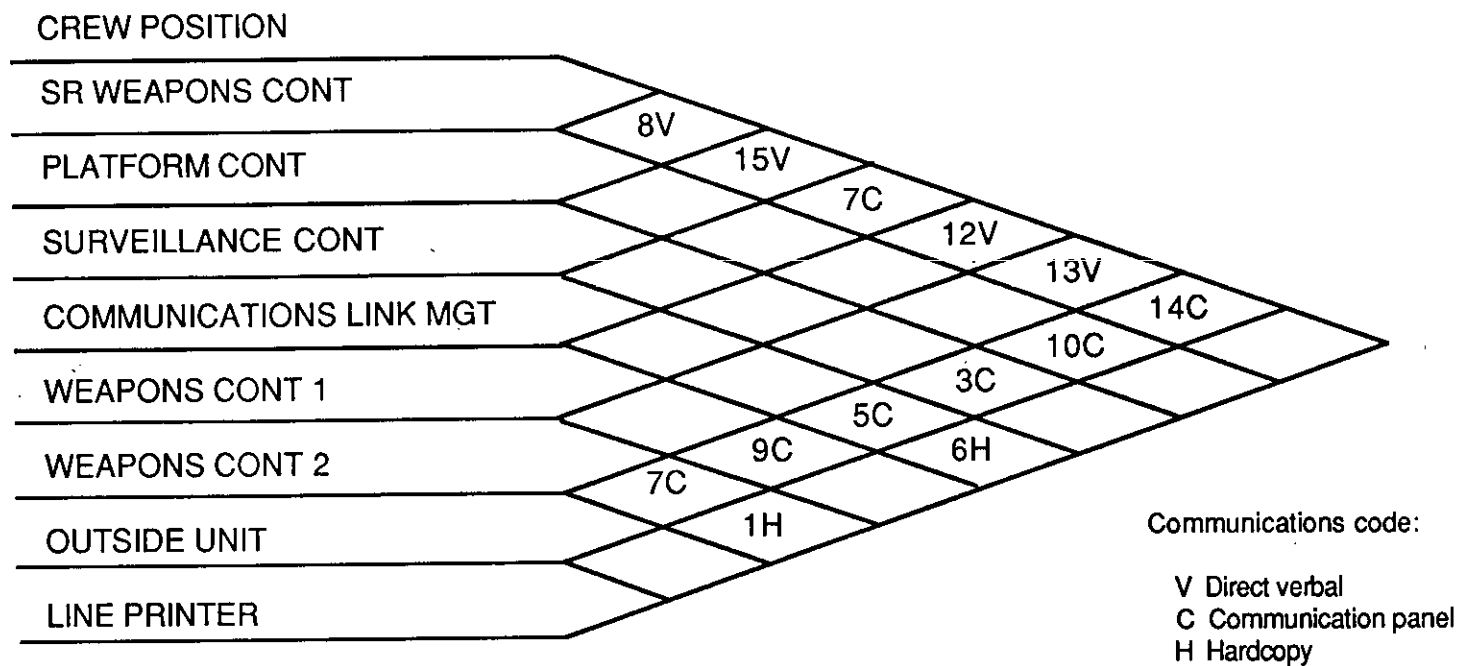 CREW POSITION
SR WEAPONS CONT
8V
PLATFORM CONT
15V
7C
SURVEILLANCE CONT
12V
13V
COMMUNICATIONS LINK MGT
14C
10C
WEAPONS CONT 1
3C
5C
WEAPONS CONT 2
9C
6H
7C
OUTSIDE UNIT
1H
LINE PRINTER
Communications code:
V Direct verbal
C Communication panel
H Hardcopy